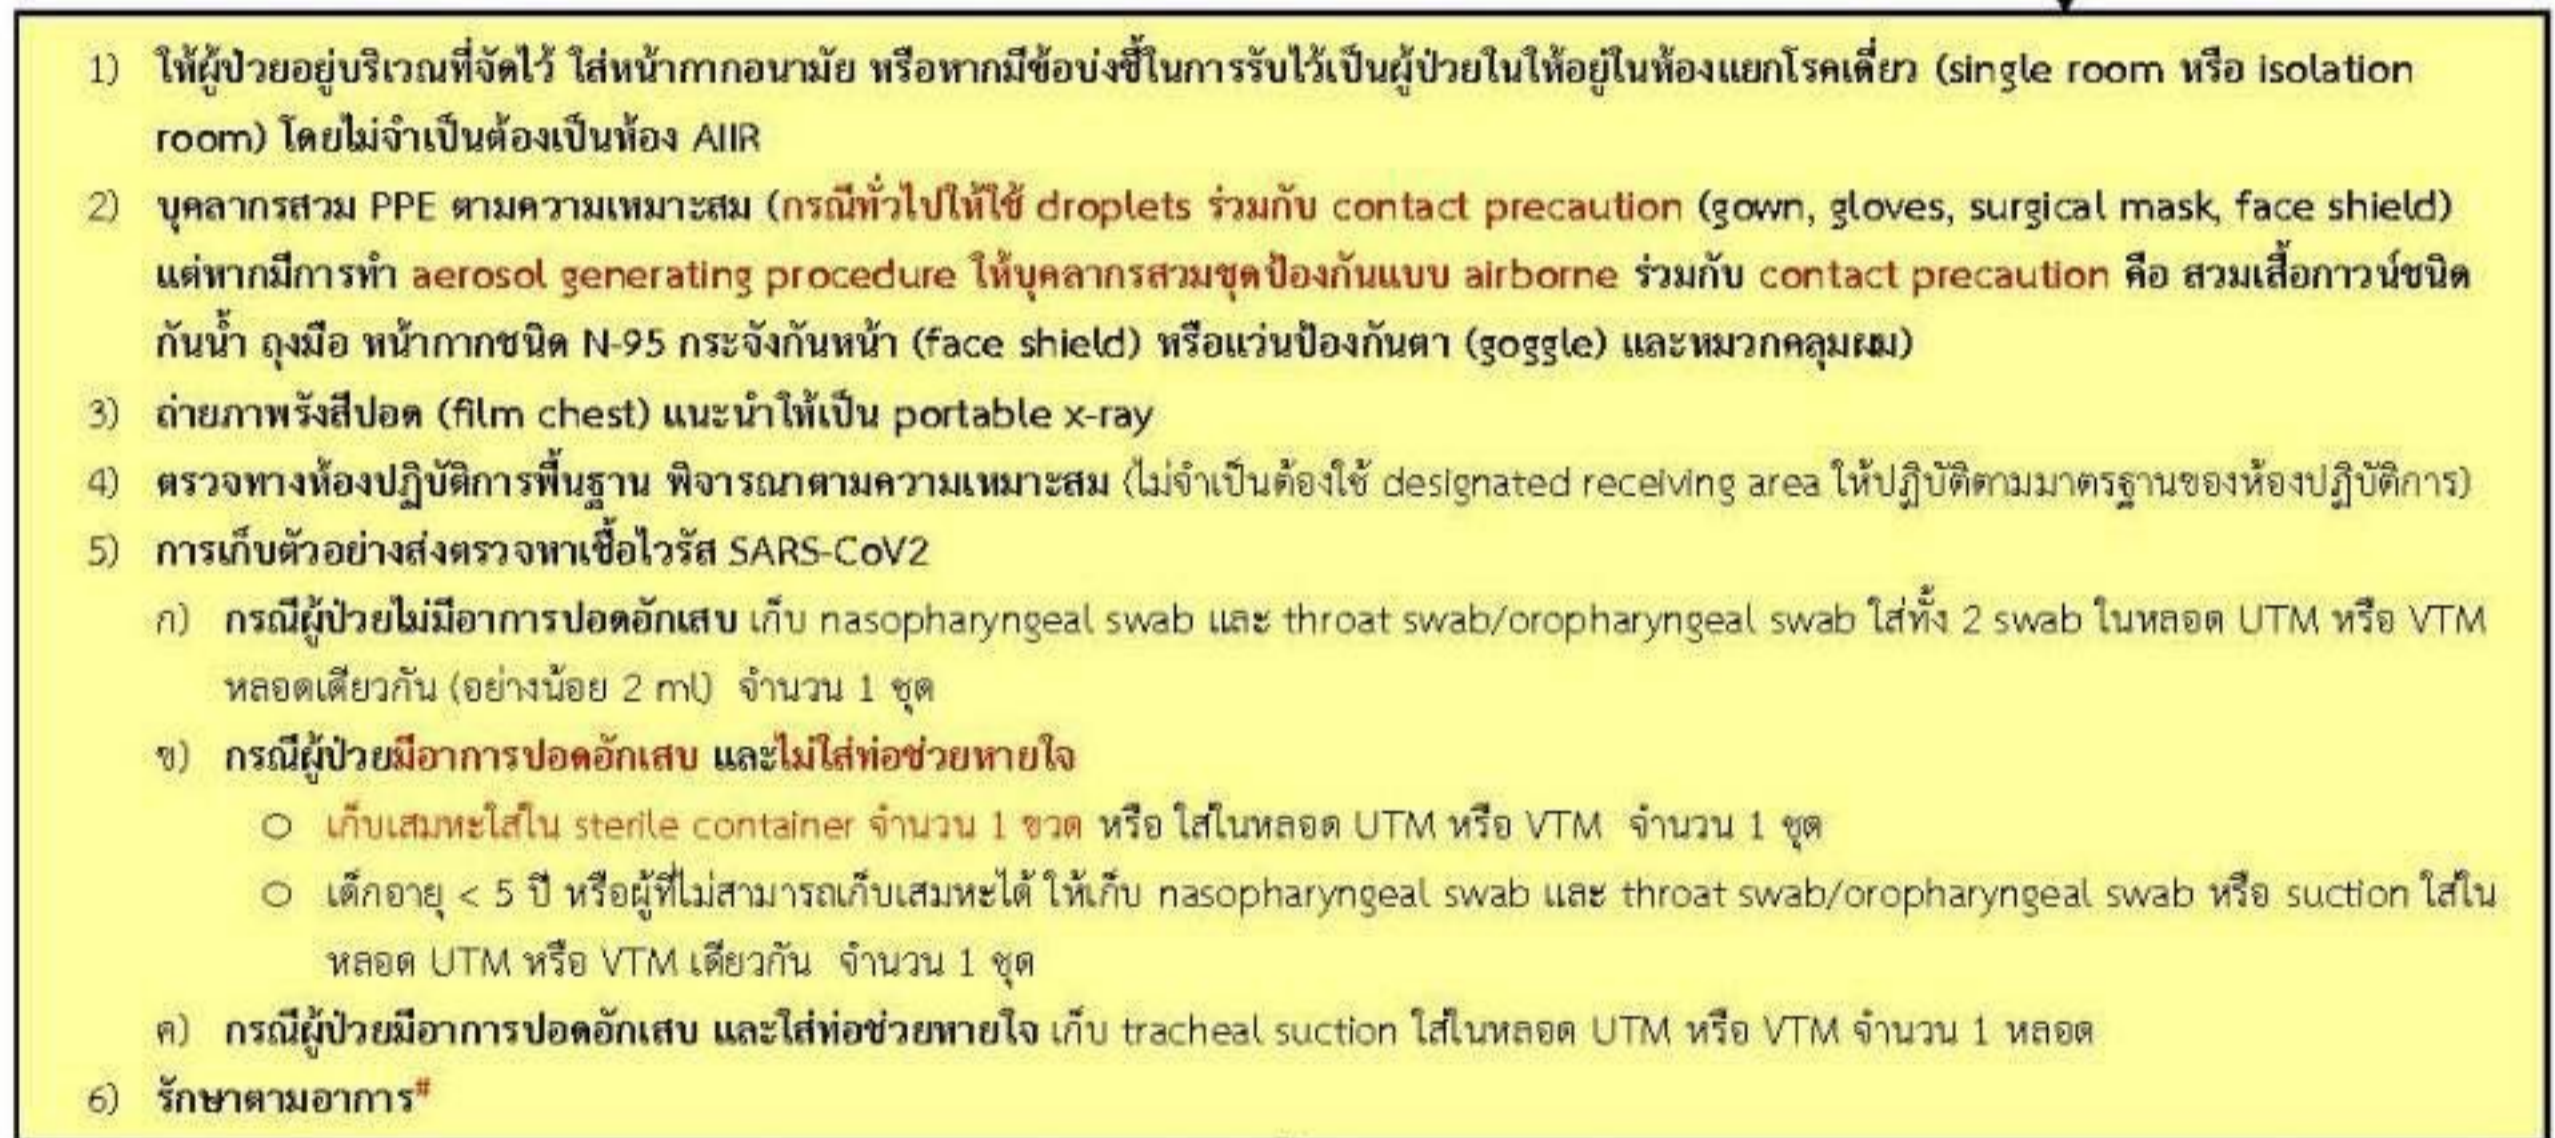 1) ให้ผู้ป่วยอยู่บริเวณที่จัดไว้ ใส่หน้ากากอนามัย หรือหากมีข้อบ่งชี้ในการรับไว้เป็นผู้ป่วยในให้อยู่ในห้องแยกโรคเดี่ยว (single room หรือ isolation
room) โดยไม่จำเป็นต้องเป็นห้อง AIIR
2) บุคลากรสวม PPE ตามความเหมาะสม (กรณีทั่วไปให้ใช้ droplets ร่วมกับ contact precaution (gown, gloves, surgical mask, face shield)
แต่หากมีการทำ aerosol generating procedure ให้บุคลากรสวมชุดป้องกันแบบ airborne ร่วมกับ contact precaution คือ สวมเสื้อกาวน์ชนิด
กันน้ำ ถุงมือ หน้ากากชนิด N-95 กระจังกันหน้า (face shield) หรือแว่นป้องกันตา (goggle) และหมวกคลุมผม)
3) ถ่ายภาพรังสีปอด (film chest) แนะนำให้เป็น portable x-ray
4) ตรวจทางห้องปฏิบัติการพื้นฐาน พิจารณาตามความเหมาะสม (ไม่จำเป็นต้องใช้ designated receiving area ให้ปฏิบัติตามมาตรฐานของห้องปฏิบัติการ)
5) การเก็บตัวอย่างส่งตรวจหาเชื้อไวรัส SARS-CoV2
ก) กรณีผู้ป่วยไม่มีอาการปอดอักเสบ เก็บ nasopharyngeal swab และ throat swab/oropharyngeal swab ใส่ทั้ง 2 swab ในหลอด UTM หรือ VTM
หลอดเดียวกัน (อย่างน้อย 2 ml) จำนวน 1 ชุด
ข) กรณีผู้ป่วยมีอาการปอดอักเสบ และไม่ใส่ท่อช่วยหายใจ
○ เก็บเสมหะใส่ใน sterile container จำนวน 1 ขวด หรือ ใส่ในหลอด UTM หรือ VTM จำนวน 1 ชุด
○ เด็กอายุ < 5 ปี หรือผู้ที่ไม่สามารถเก็บเสมหะได้ ให้เก็บ nasopharyngeal swab และ throat swab/oropharyngeal swab หรือ suction ใส่ใน
หลอด UTM หรือ VTM เดียวกัน จำนวน 1 ชุด
ค) กรณีผู้ป่วยมีอาการปอดอักเสบ และใส่ท่อช่วยหายใจ เก็บ tracheal suction ใส่ในหลอด UTM หรือ VTM จำนวน 1 หลอด
6) รักษาตามอาการ#